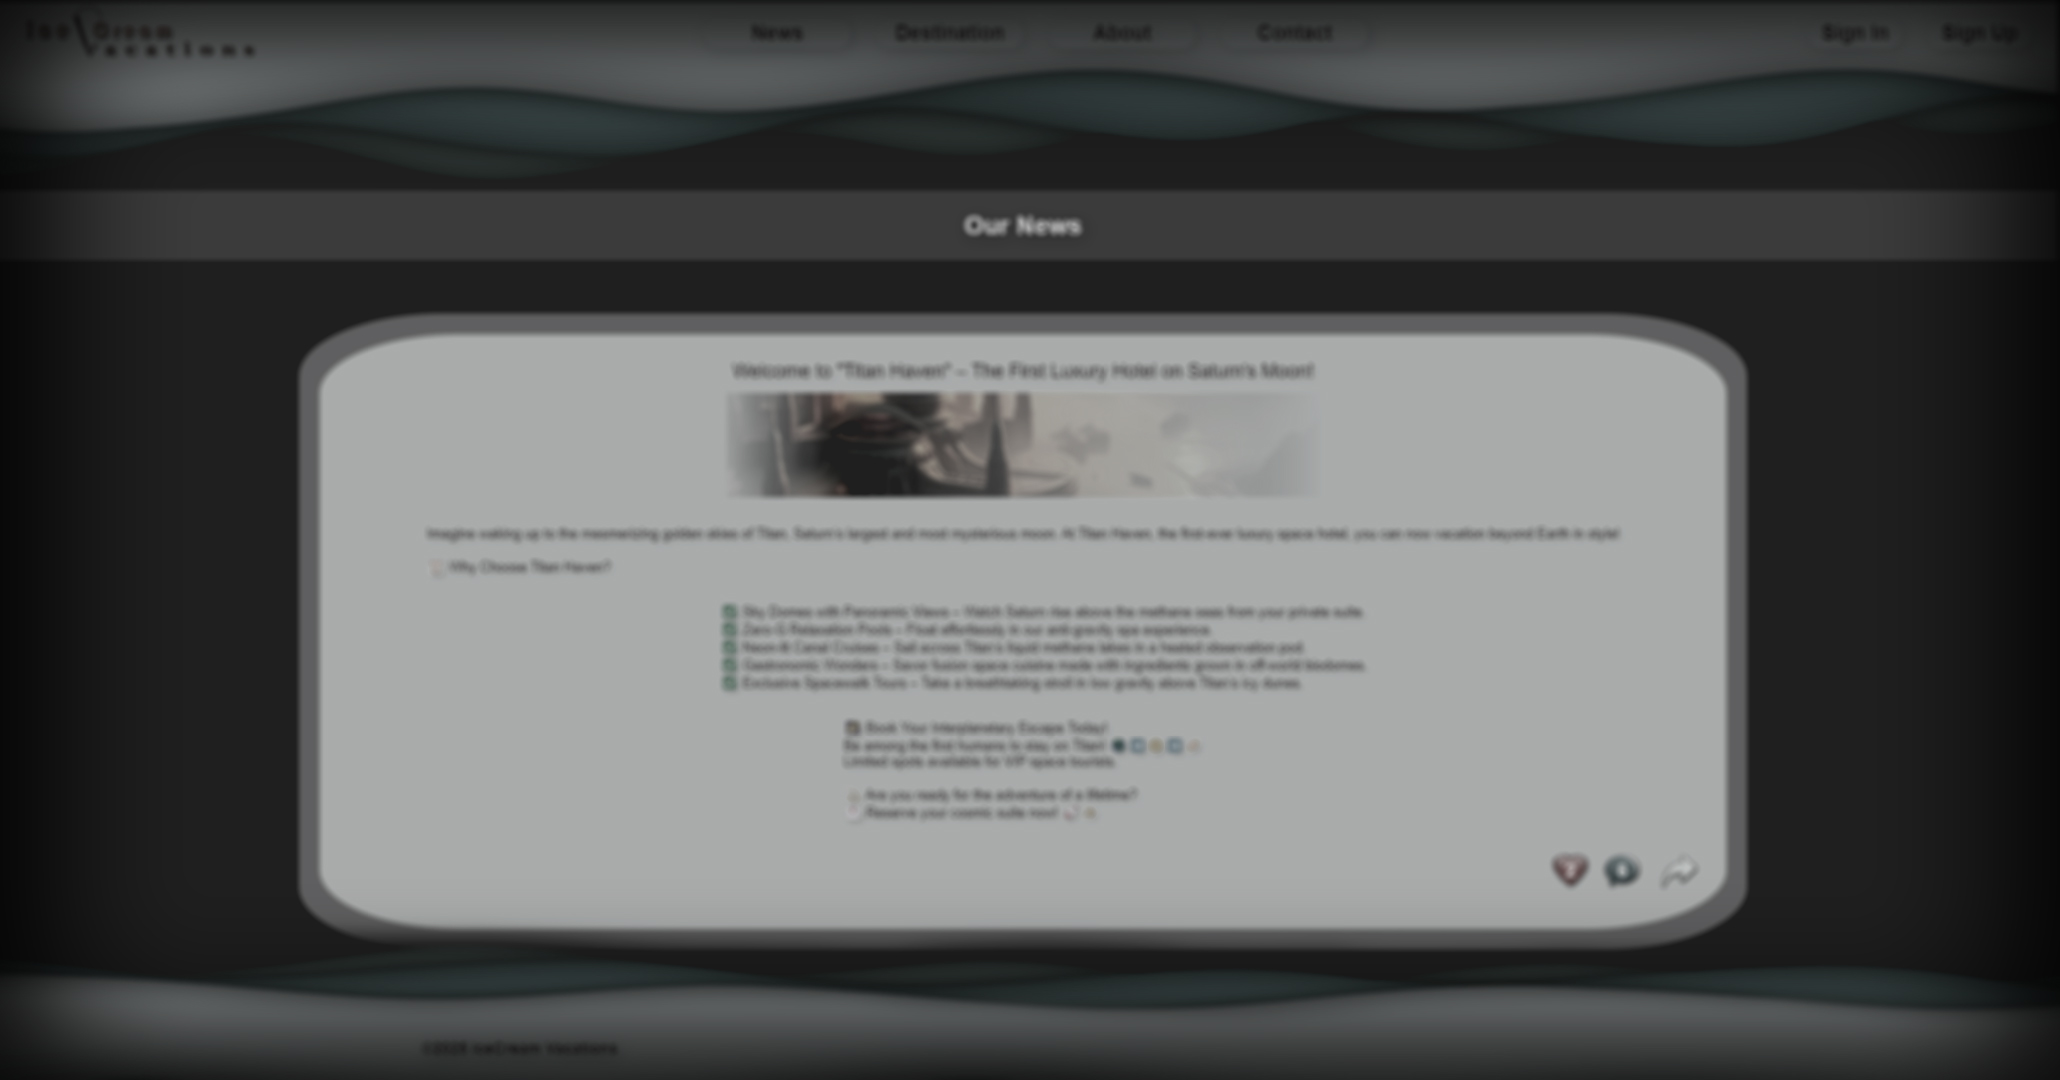 IceDream
Vacations
News
Destination
About
Contact
Sign In
Sign Up
Our News
Welcome to "Titan Haven" – The First Luxury Hotel on Saturn's Moon!
Imagine waking up to the mesmerizing golden skies of Titan, Saturn's largest and most mysterious moon. At Titan Haven, the first-ever luxury space hotel, you can now vacation beyond Earth in style!
Why Choose Titan Haven?
Sky Domes with Panoramic Views – Watch Saturn rise above the methane seas from your private suite.
Zero-G Relaxation Pools – Float effortlessly in our anti-gravity spa experience.
Neon-lit Canal Cruises – Sail across Titan's liquid methane lakes in a heated observation pod.
Gastronomic Wonders – Savor fusion space cuisine made with ingredients grown in off-world biodomes.
Exclusive Spacewalk Tours – Take a breathtaking stroll in low gravity above Titan's icy dunes.
Book Your Interplanetary Escape Today!
Be among the first humans to stay on Titan!
Limited spots available for VIP space tourists.
Are you ready for the adventure of a lifetime?
Reserve your cosmic suite now!
IceDream Vacations